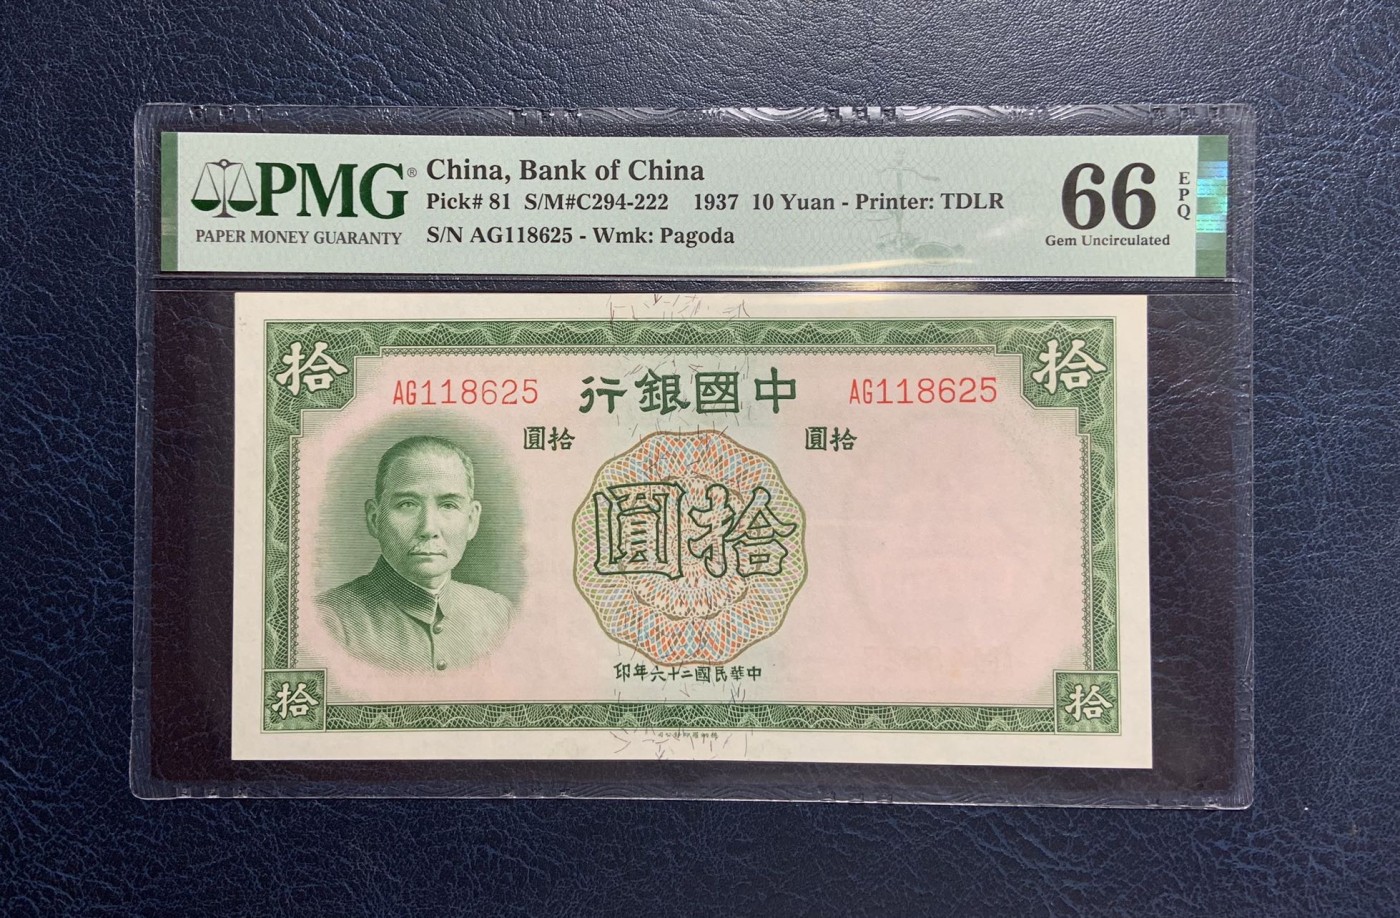 PMG®
PAPER MONEY GUARANTY
China, Bank of China
Pick# 81 S/M#C294-222 1937 10 Yuan - Printer: TDLR
S/N AG118625 - Wmk: Pagoda
66
EPQ
Gem Uncirculated
拾
拾
AG118625
行銀國中
AG118625
圓拾
圓拾
圓拾
印年六十二國民華中
拾
拾